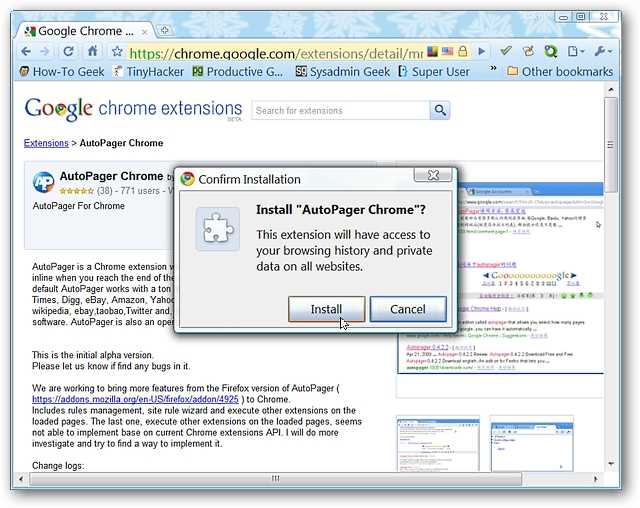 Google Chrome ...
https://chrome.google.com/extensions/detail/mr
How-To Geek TinyHacker Productive G... Sysadmin Geek Super User » Other bookmarks
Google chrome extensions
BETA
Search for extensions
Extensions > AutoPager Chrome
AutoPager Chrome by
(38) - 771 users - W
AutoPager For Chrome
Confirm Installation
Install "AutoPager Chrome"?
This extension will have access to
your browsing history and private
data on all websites.
Install Cancel
AutoPager is a Chrome extension w
inline when you reach the end of the
default AutoPager works with a ton
Times, Digg, eBay, Amazon, Yahoo
wikipedia, ebay,taobao,Twitter and,
software. AutoPager is also an oper
This is the initial alpha version.
Please let us know if find any bugs in it.
We are working to bring more features from the Firefox version of AutoPager (
https://addons.mozilla.org/en-US/firefox/addon/4925 ) to Chrome.
Includes rules management, site rule wizard and execute other extensions on the
loaded pages. The last one, execute other extensions on the loaded pages, seems
not able to implement base on current Chrome extensions API. I will do more
investigate and try to find a way to implement it.
Change logs: